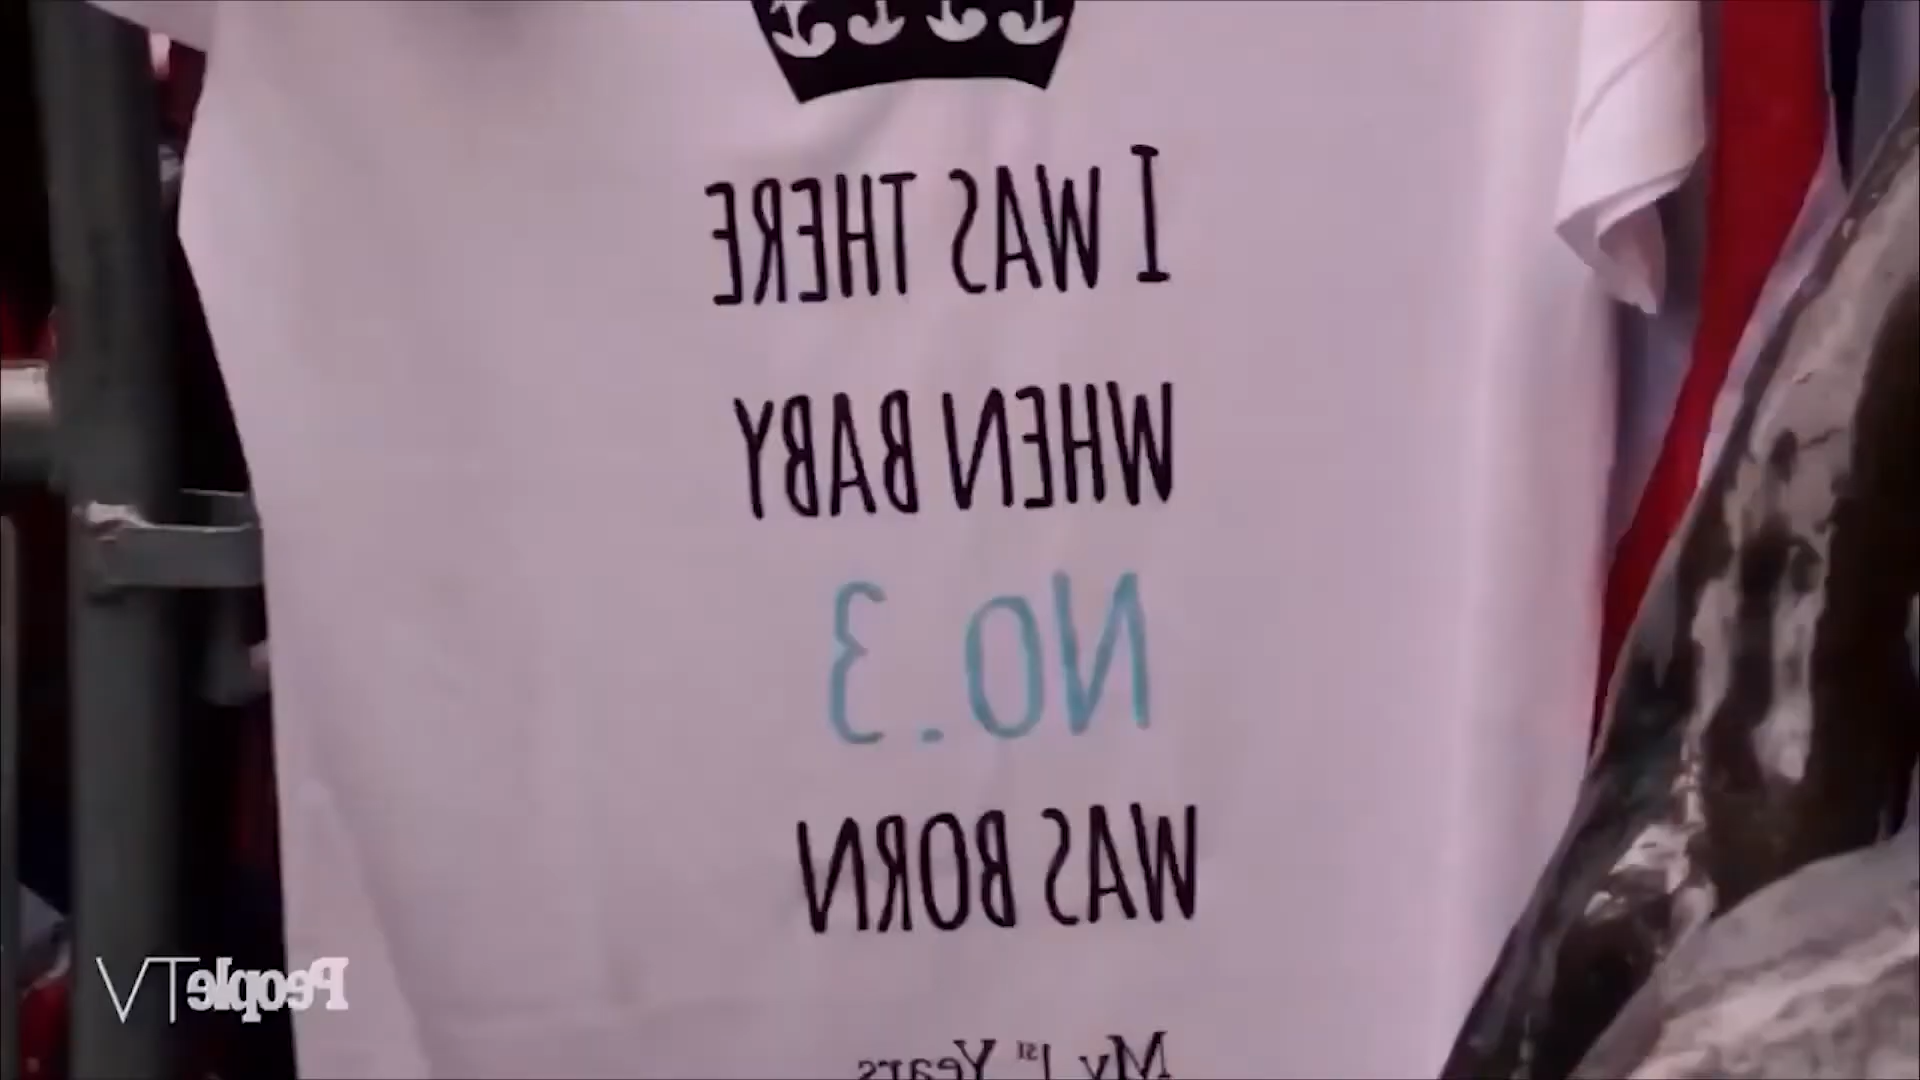 I WAS THERE
WHEN BABY
NO.3
WAS BORN
My 1st Years
PeopleTV